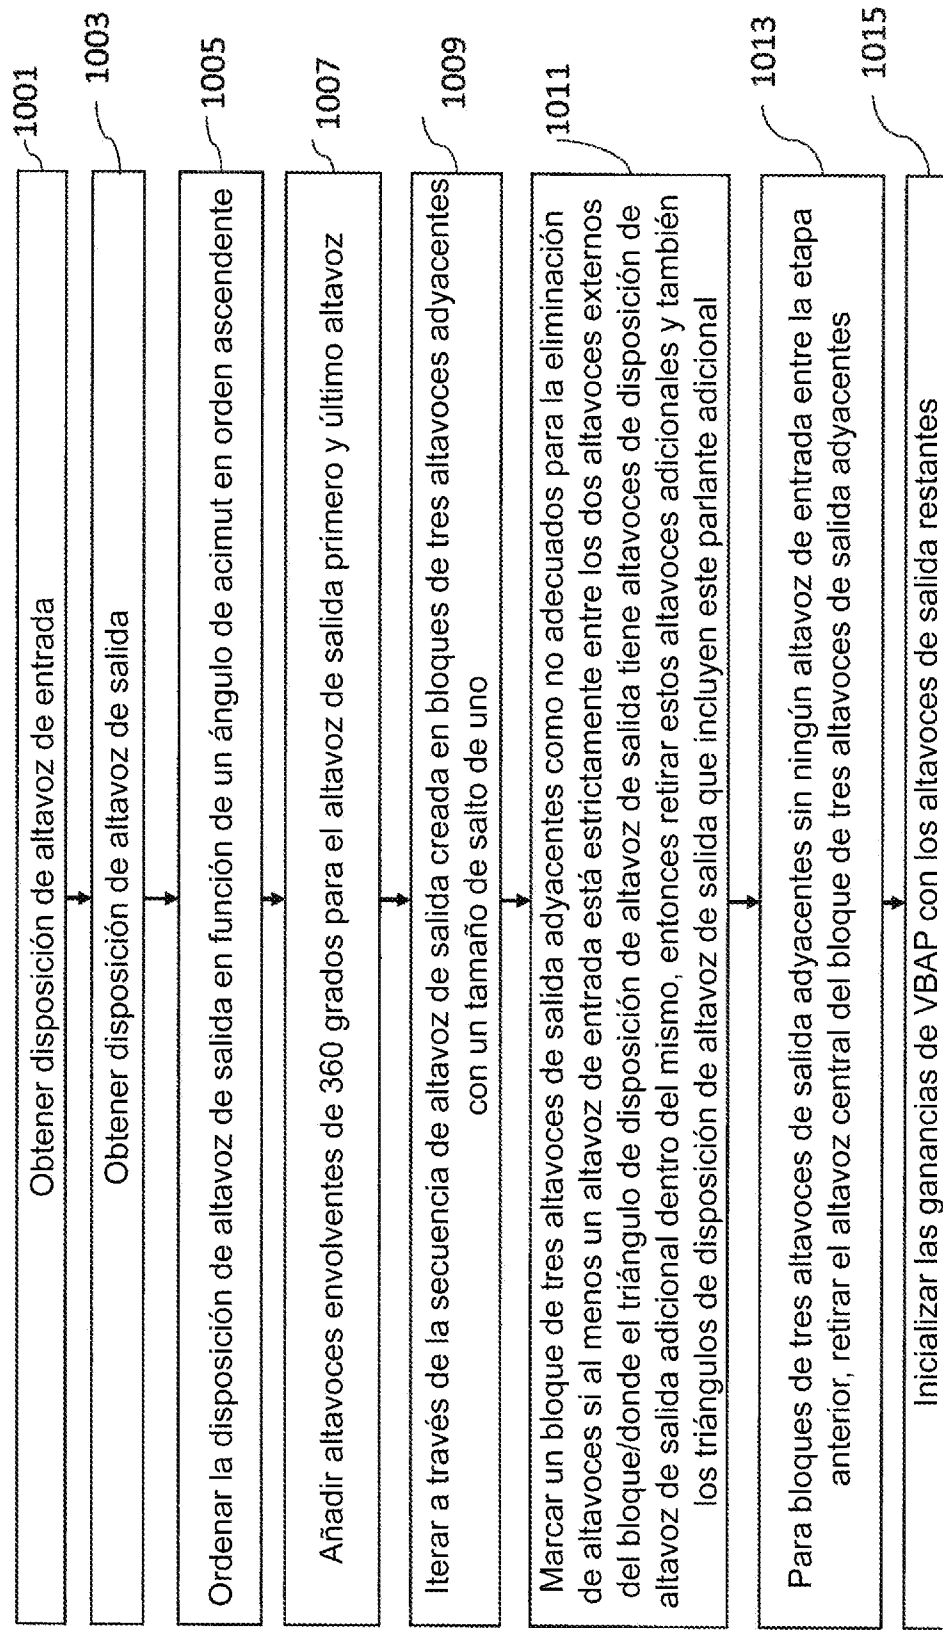 Obtener disposición de altavoz de entrada
1001
Obtener disposición de altavoz de salida
1003
Ordenar la disposición de altavoz de salida en función de un ángulo de acimut en orden ascendente
1005
Añadir altavoces envolventes de 360 grados para el altavoz de salida primero y último altavoz
1007
Iterar a través de la secuencia de altavoz de salida creada en bloques de tres altavoces adyacentes
con un tamaño de salto de uno
1009
Marcar un bloque de tres altavoces de salida adyacentes como no adecuados para la eliminación
de altavoces si al menos un altavoz de entrada está estrictamente entre los dos altavoces externos
del bloque/donde el triángulo de disposición de altavoz de salida tiene altavoces de disposición de
altavoz de salida adicional dentro del mismo, entonces retirar estos altavoces adicionales y también
los triángulos de disposición de altavoz de salida que incluyen este parlante adicional
1011
Para bloques de tres altavoces de salida adyacentes sin ningún altavoz de entrada entre la etapa
anterior, retirar el altavoz central del bloque de tres altavoces de salida adyacentes
1013
Inicializar las ganancias de VBAP con los altavoces de salida restantes
1015